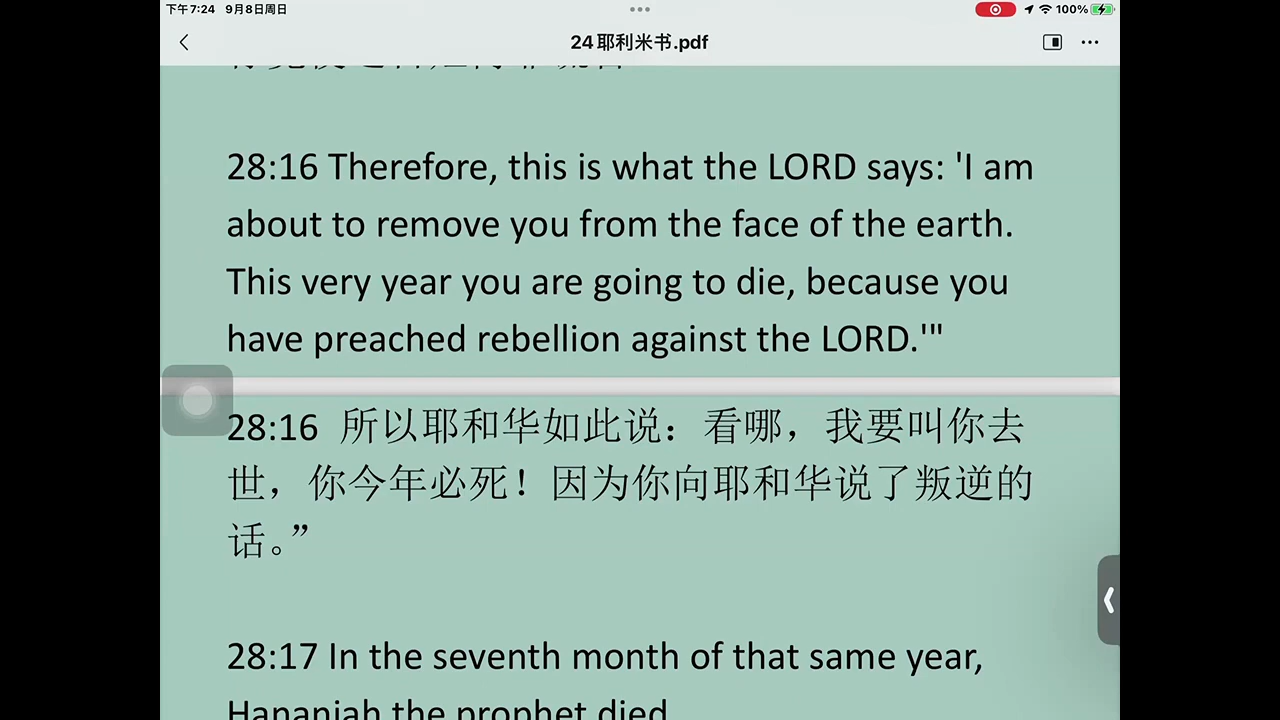 下午7:24 9月8日周日
100%
24耶利米书.pdf
28:16 Therefore, this is what the LORD says: 'I am
about to remove you from the face of the earth.
This very year you are going to die, because you
have preached rebellion against the LORD.'"
28:16 所以耶和华如此说：看哪，我要叫你去
世，你今年必死！因为你向耶和华说了叛逆的
话。”
28:17 In the seventh month of that same year,
Hananiah the prophet died.